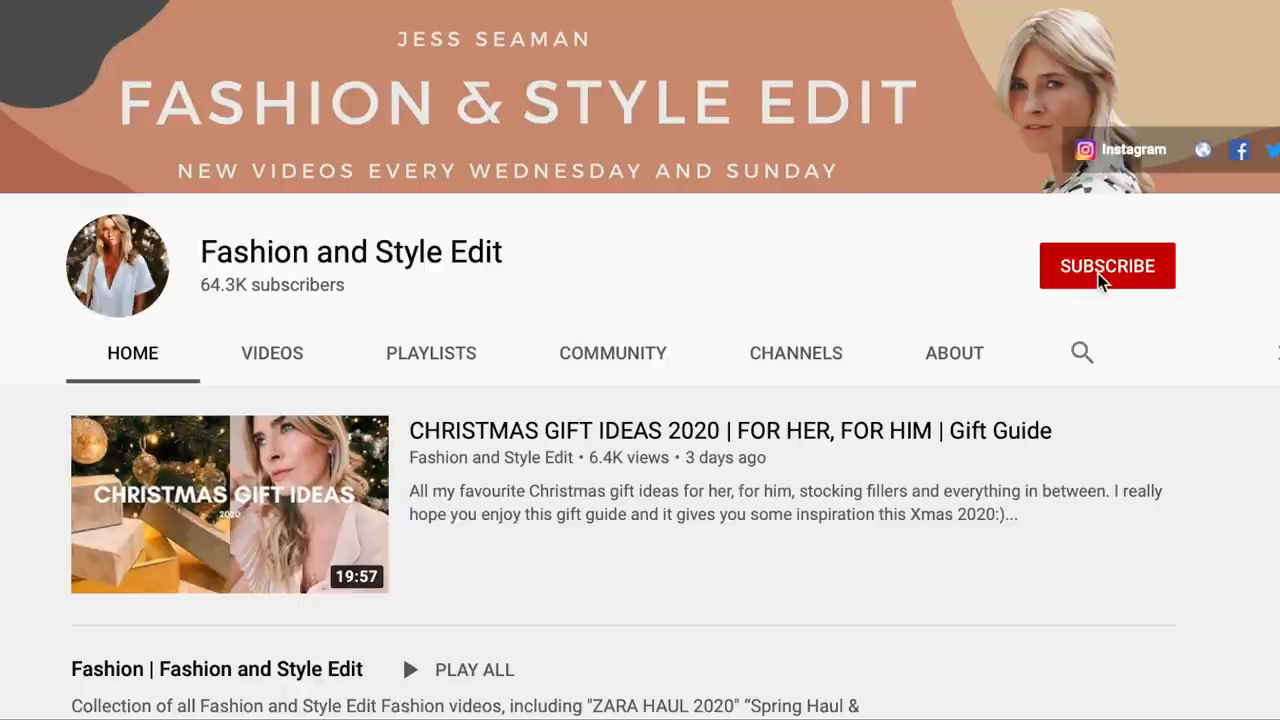 JESS SEAMAN
FASHION & STYLE EDIT
NEW VIDEOS EVERY WEDNESDAY AND SUNDAY
Instagram
Fashion and Style Edit
64.3K subscribers
SUBSCRIBE
HOME VIDEOS PLAYLISTS COMMUNITY CHANNELS ABOUT
CHRISTMAS GIFT IDEAS
2020
19:57
CHRISTMAS GIFT IDEAS 2020 | FOR HER, FOR HIM | Gift Guide
Fashion and Style Edit • 6.4K views • 3 days ago
All my favourite Christmas gift ideas for her, for him, stocking fillers and everything in between. I really
hope you enjoy this gift guide and it gives you some inspiration this Xmas 2020:)...
Fashion | Fashion and Style Edit PLAY ALL
Collection of all Fashion and Style Edit Fashion videos, including "ZARA HAUL 2020" “Spring Haul &